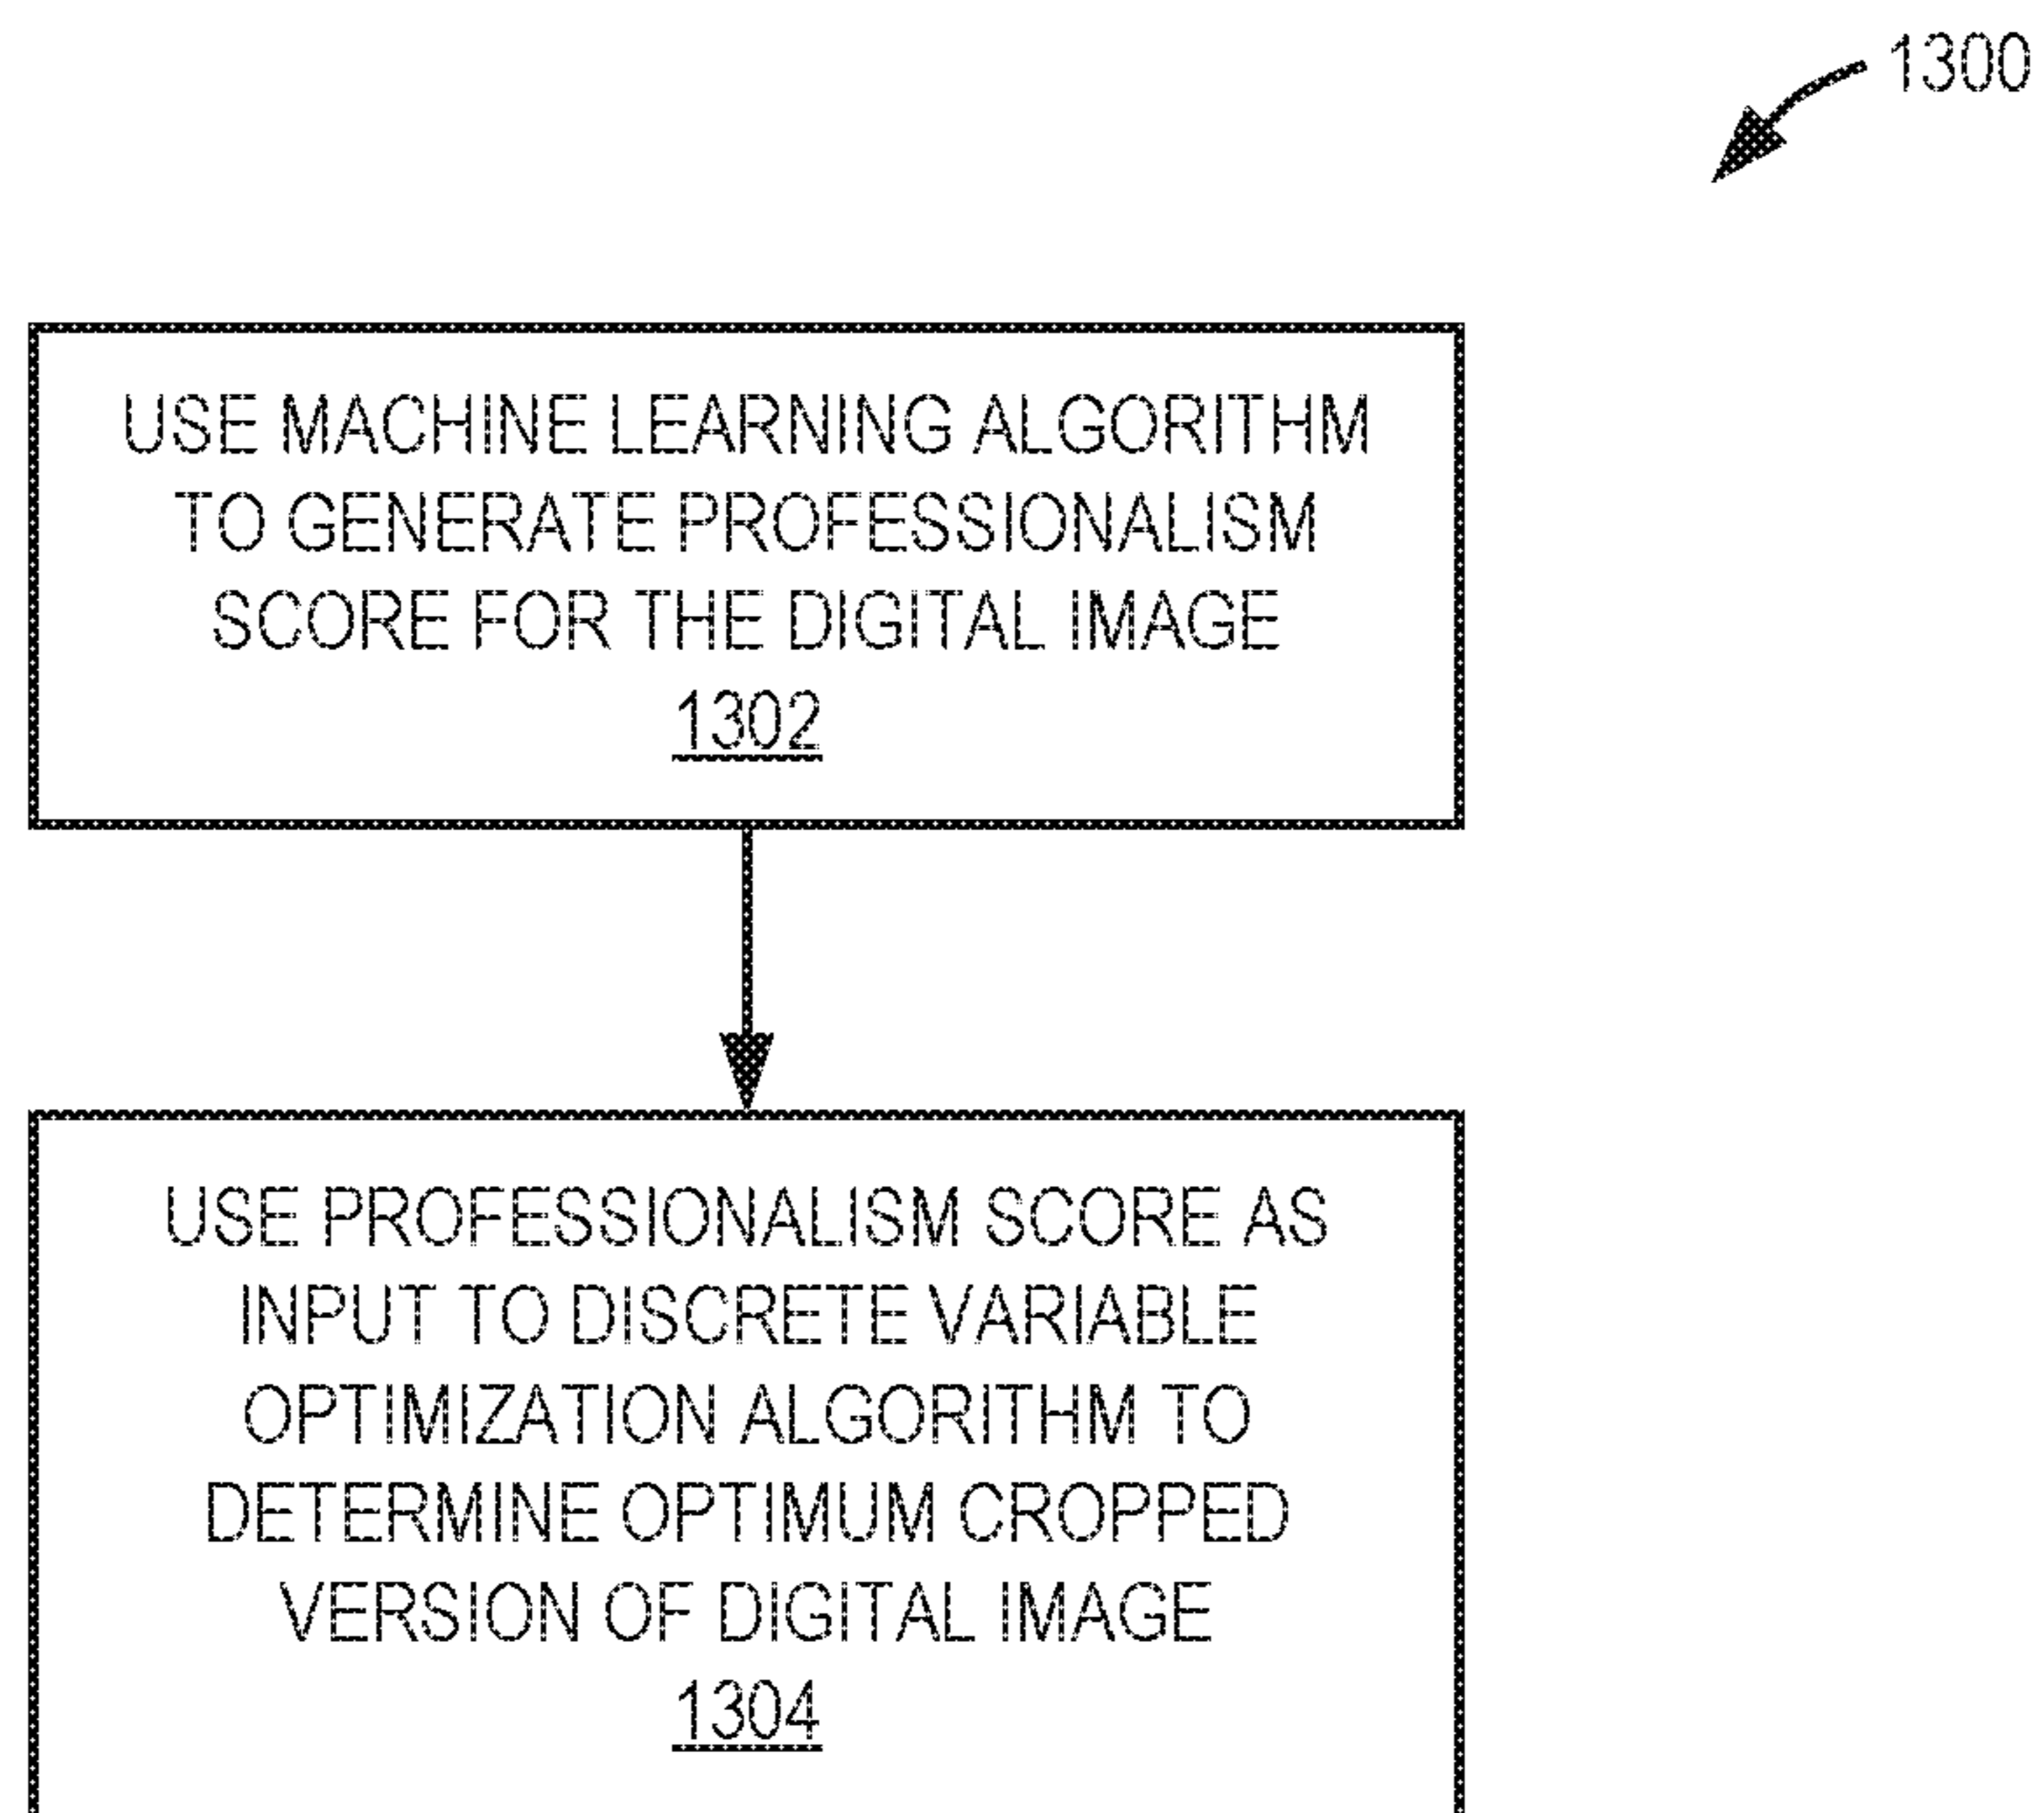 1300
USE MACHINE LEARNING ALGORITHM
TO GENERATE PROFESSIONALISM
SCORE FOR THE DIGITAL IMAGE
1302
USE PROFESSIONALISM SCORE AS
INPUT TO DISCRETE VARIABLE
OPTIMIZATION ALGORITHM TO
DETERMINE OPTIMUM CROPPED
VERSION OF DIGITAL IMAGE
1304